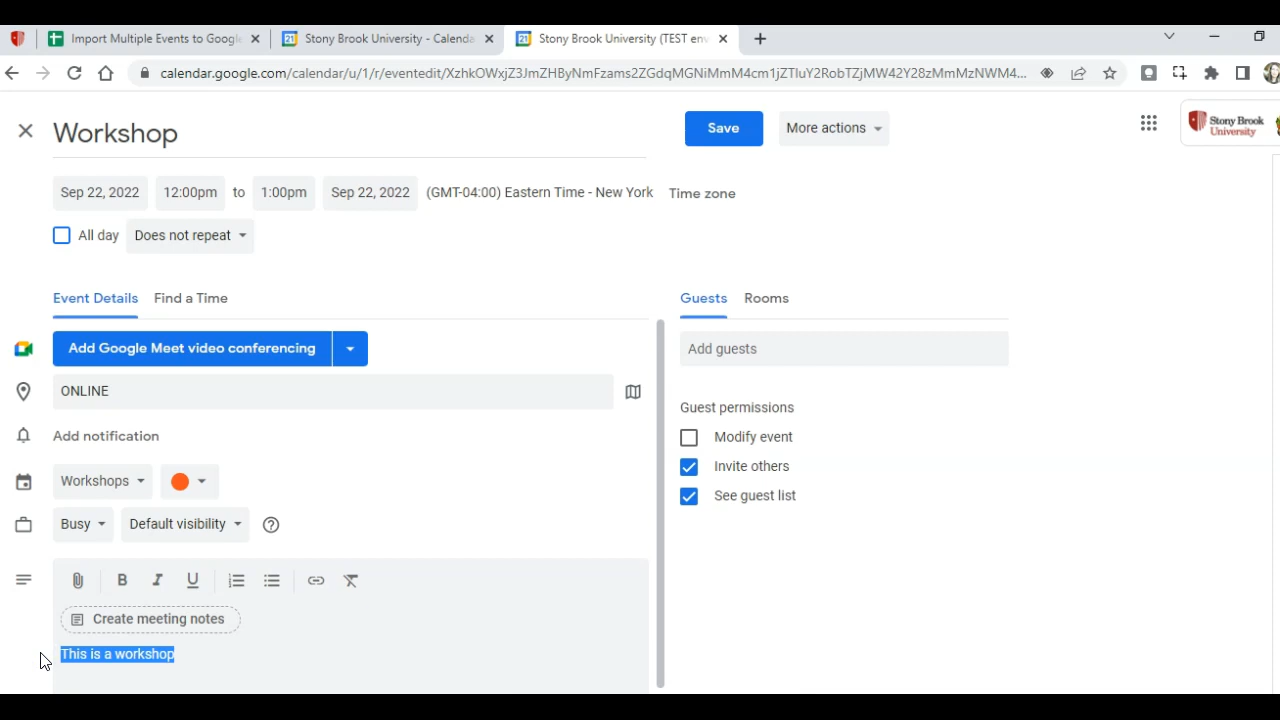 Import Multiple Events to Google
Stony Brook University - Calenda
Stony Brook University (TEST env
calendar.google.com/calendar/u/1/r/eventedit/XzhkOWxjZ3JmZHByNmFzams2ZGdqMGNiMmM4cm1jZTIuY2RobTZjMW42Y28zMmMzNWM4...
Workshop
Save
More actions
Stony Brook
University
Sep 22, 2022 12:00pm to 1:00pm Sep 22, 2022 (GMT-04:00) Eastern Time - New York Time zone
All day Does not repeat
Event Details Find a Time
Guests Rooms
Add Google Meet video conferencing
Add guests
ONLINE
Guest permissions
Add notification
Modify event
Invite others
Workshops
See guest list
Busy Default visibility
B I U
Create meeting notes
This is a workshop